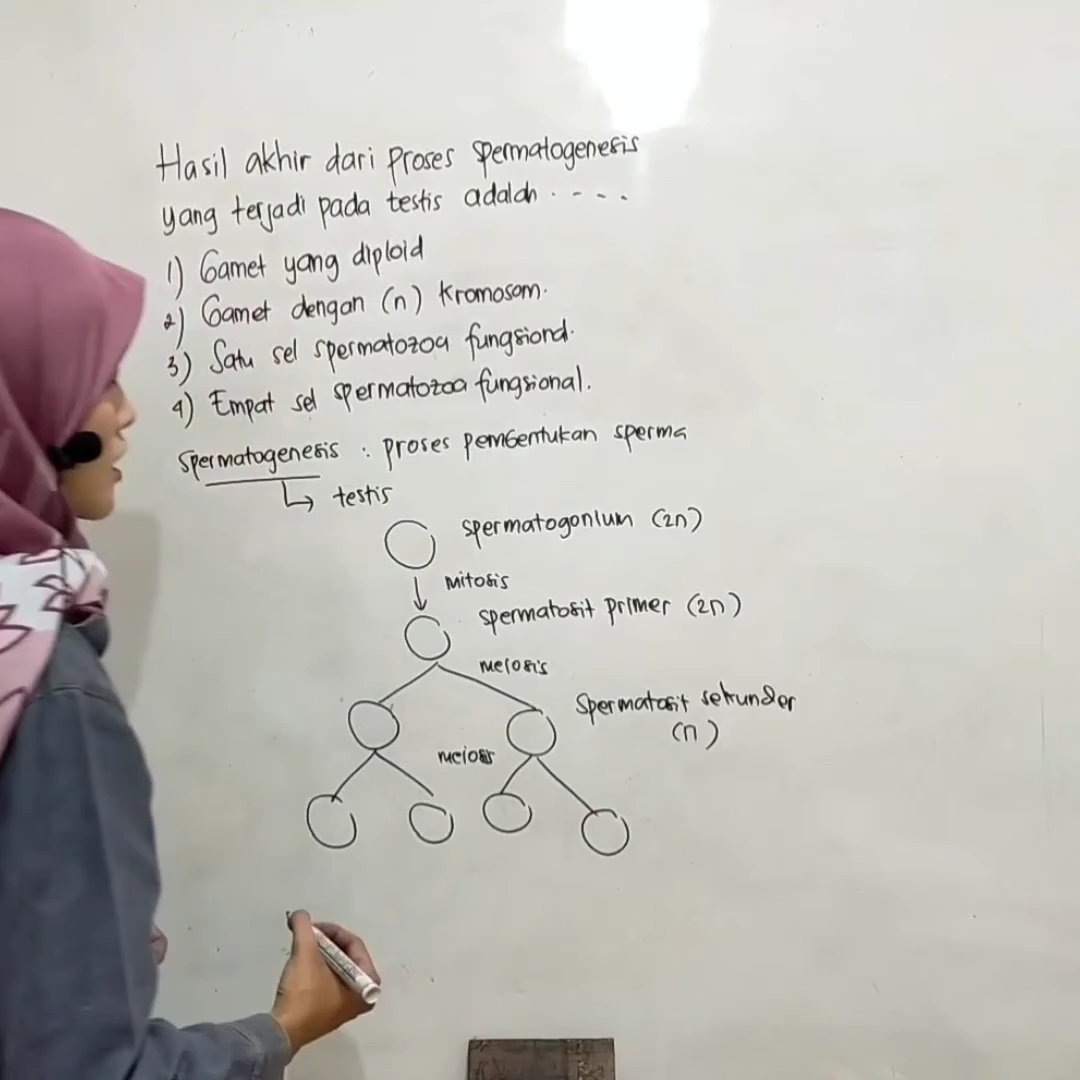 Hasil akhir dari proses spermatogenesis
yang terjadi pada testis adalah . - - .
1) Gamet yang diploid
2) Gamet dengan (n) kromosom.
3) Satu sel spermatozoa fungsional.
4) Empat sel spermatozoa fungsional.
Spermatogenesis : proses pembentukan sperma
↳ testis
spermatogonium (2n)
mitosis
spermatosit primer (2n)
meiosis
spermatosit sekunder
(n)
meiosis